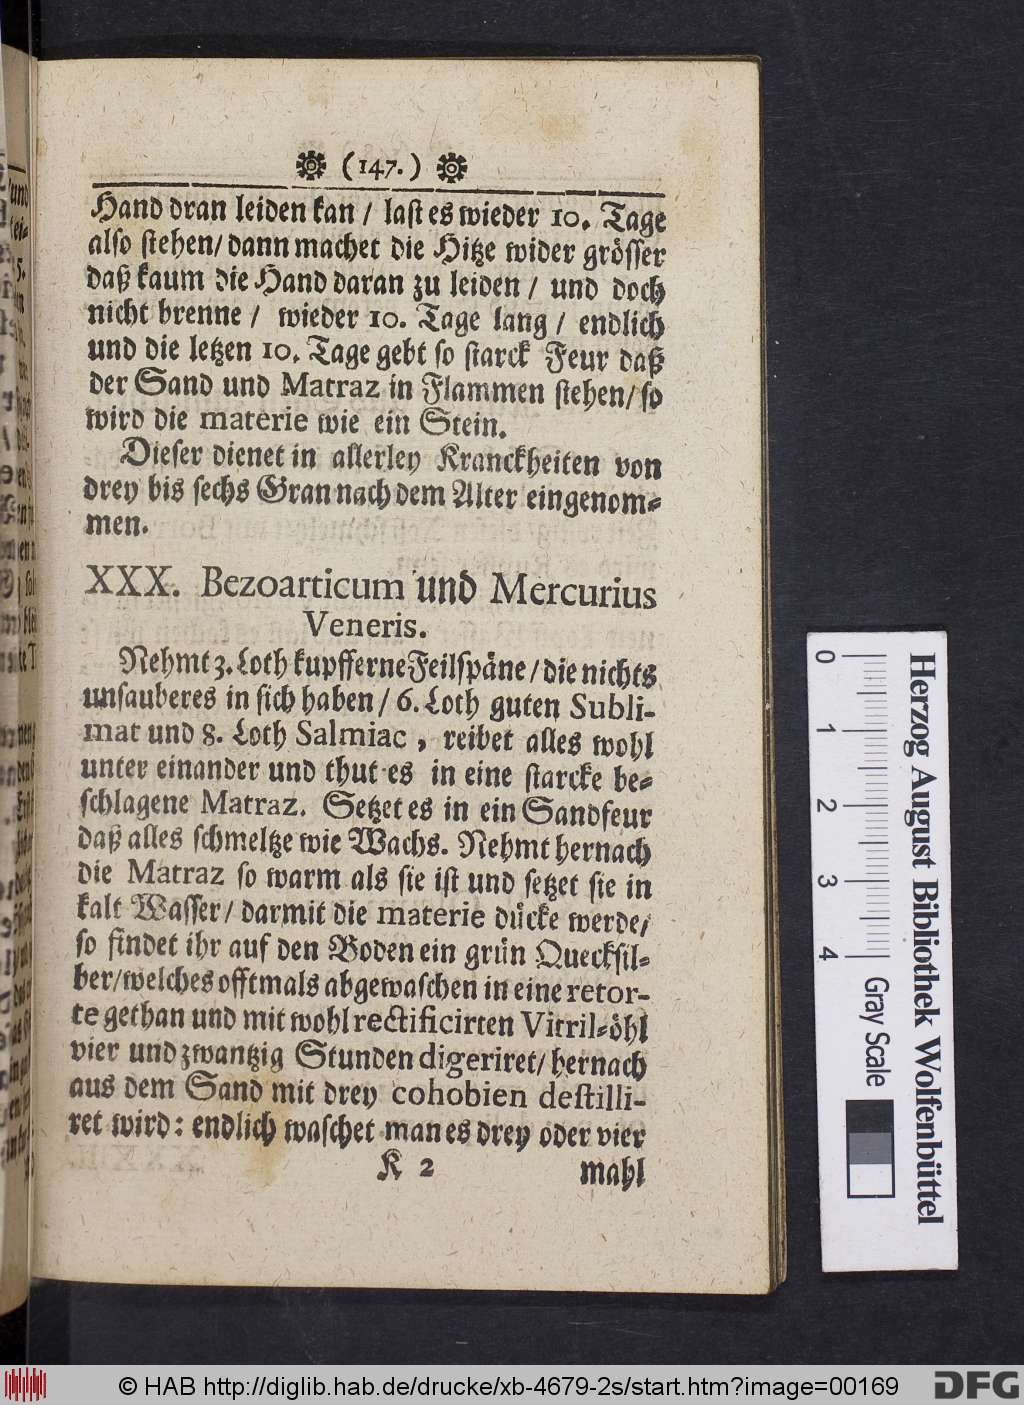 (147.)
Hand dran leiden kan / last es wieder 10. Tage
also stehen / dann machet die Hitze wider grösser
daß kaum die Hand daran zu leiden / und doch
nicht brenne / wieder 10. Tage lang / endlich
und die letzen 10. Tage gebt so starck Feur daß
der Sand und Matraz in Flammen stehen / so
wird die materie wie ein Stein.
Dieser dienet in allerley Kranckheiten von
drey bis sechs Gran nach dem Alter eingenom-
men.
XXX. Bezoarticum und Mercurius
Veneris.
Nehmt 3. Loth kupfferne Feilspäne / die nichts
unsauberes in sich haben / 6. Loth guten Subli-
mat und 8. Loth Salmiac , reibet alles wohl
unter einander und thut es in eine starcke be-
schlagene Matraz. Setzet es in ein Sandfeur
daß alles schmeltze wie Wachs. Nehmt hernach
die Matraz so warm als sie ist und setzet sie in
kalt Wasser / darmit die materie dücke werde /
so findet ihr auf den Boden ein grün Quecksil-
ber / welches offtmals abgewaschen in eine retor-
te gethan und mit wohl rectificirten Vitril-öhl
vier und zwantzig Stunden digeriret / hernach
aus dem Sand mit drey cohobien destilli-
ret wird : endlich waschet man es drey oder vier
K 2 mahl
0 1 2 3 4
Herzog August Bibliothek Wolfenbüttel
Gray Scale
© HAB http://diglib.hab.de/drucke/xb-4679-2s/start.htm?image=00169
DFG